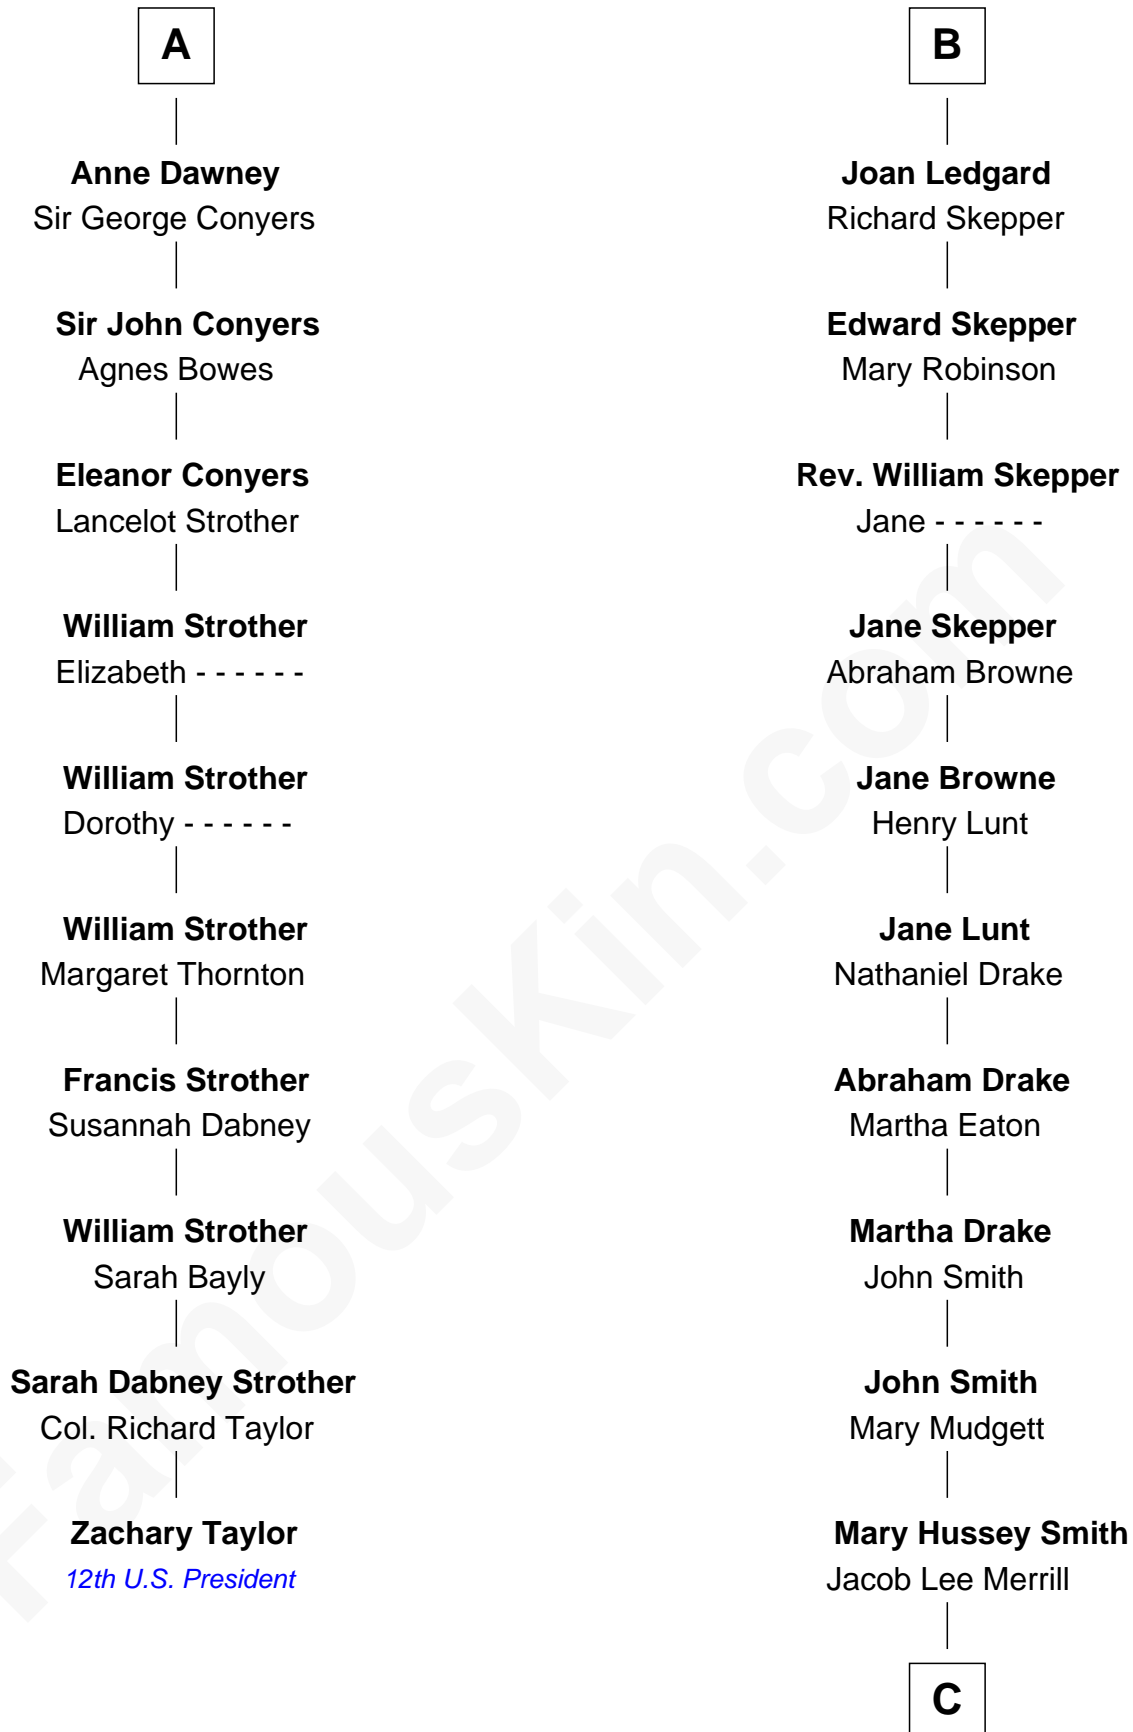 A
Anne Dawney
Sir George Conyers
Sir John Conyers
Agnes Bowes
Eleanor Conyers
Lancelot Strother
William Strother
Elizabeth - - - - - -
William Strother
Dorothy - - - - - -
William Strother
Margaret Thornton
Francis Strother
Susannah Dabney
William Strother
Sarah Bayly
Sarah Dabney Strother
Col. Richard Taylor
Zachary Taylor
12th U.S. President
B
Joan Ledgard
Richard Skepper
Edward Skepper
Mary Robinson
Rev. William Skepper
Jane - - - - - -
Jane Skepper
Abraham Browne
Jane Browne
Henry Lunt
Jane Lunt
Nathaniel Drake
Abraham Drake
Martha Eaton
Martha Drake
John Smith
John Smith
Mary Mudgett
Mary Hussey Smith
Jacob Lee Merrill
C
FamousKin.com